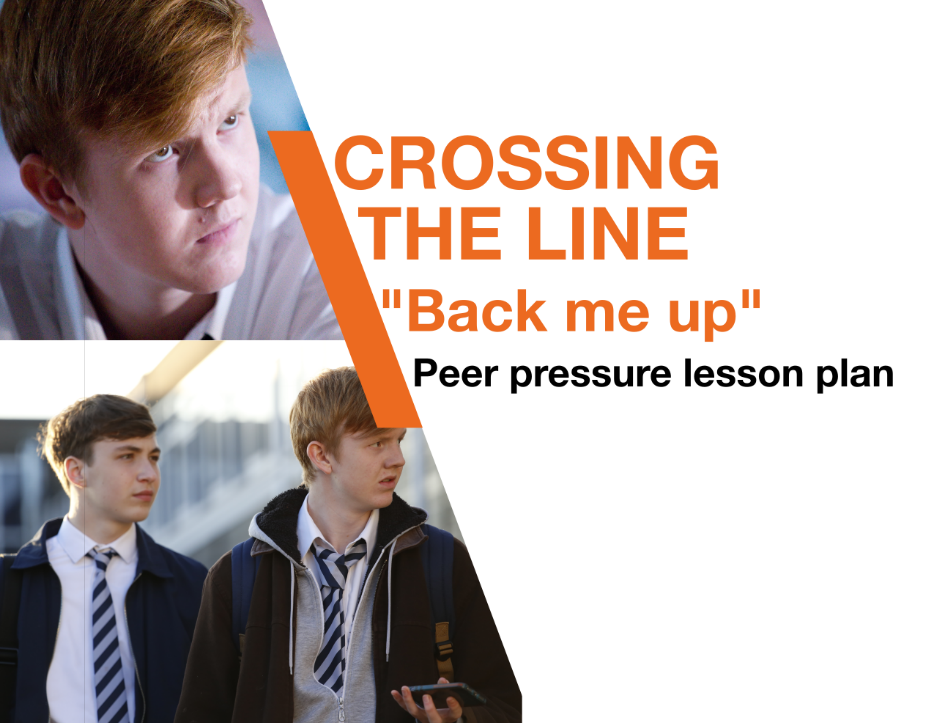 CROSSING
THE LINE
"Back me up"
Peer pressure lesson plan